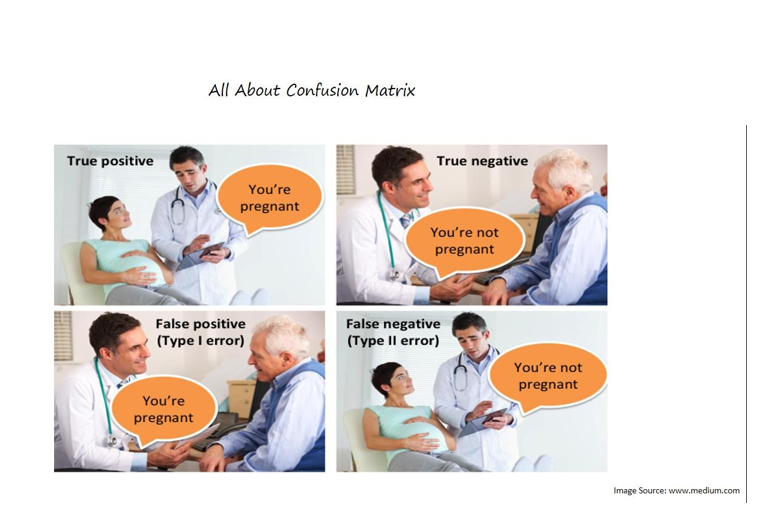 All About Confusion Matrix
True positive
You're
pregnant
True negative
You're not
pregnant
False positive
(Type I error)
You're
pregnant
False negative
(Type II error)
You're not
pregnant
Image Source: www.medium.com